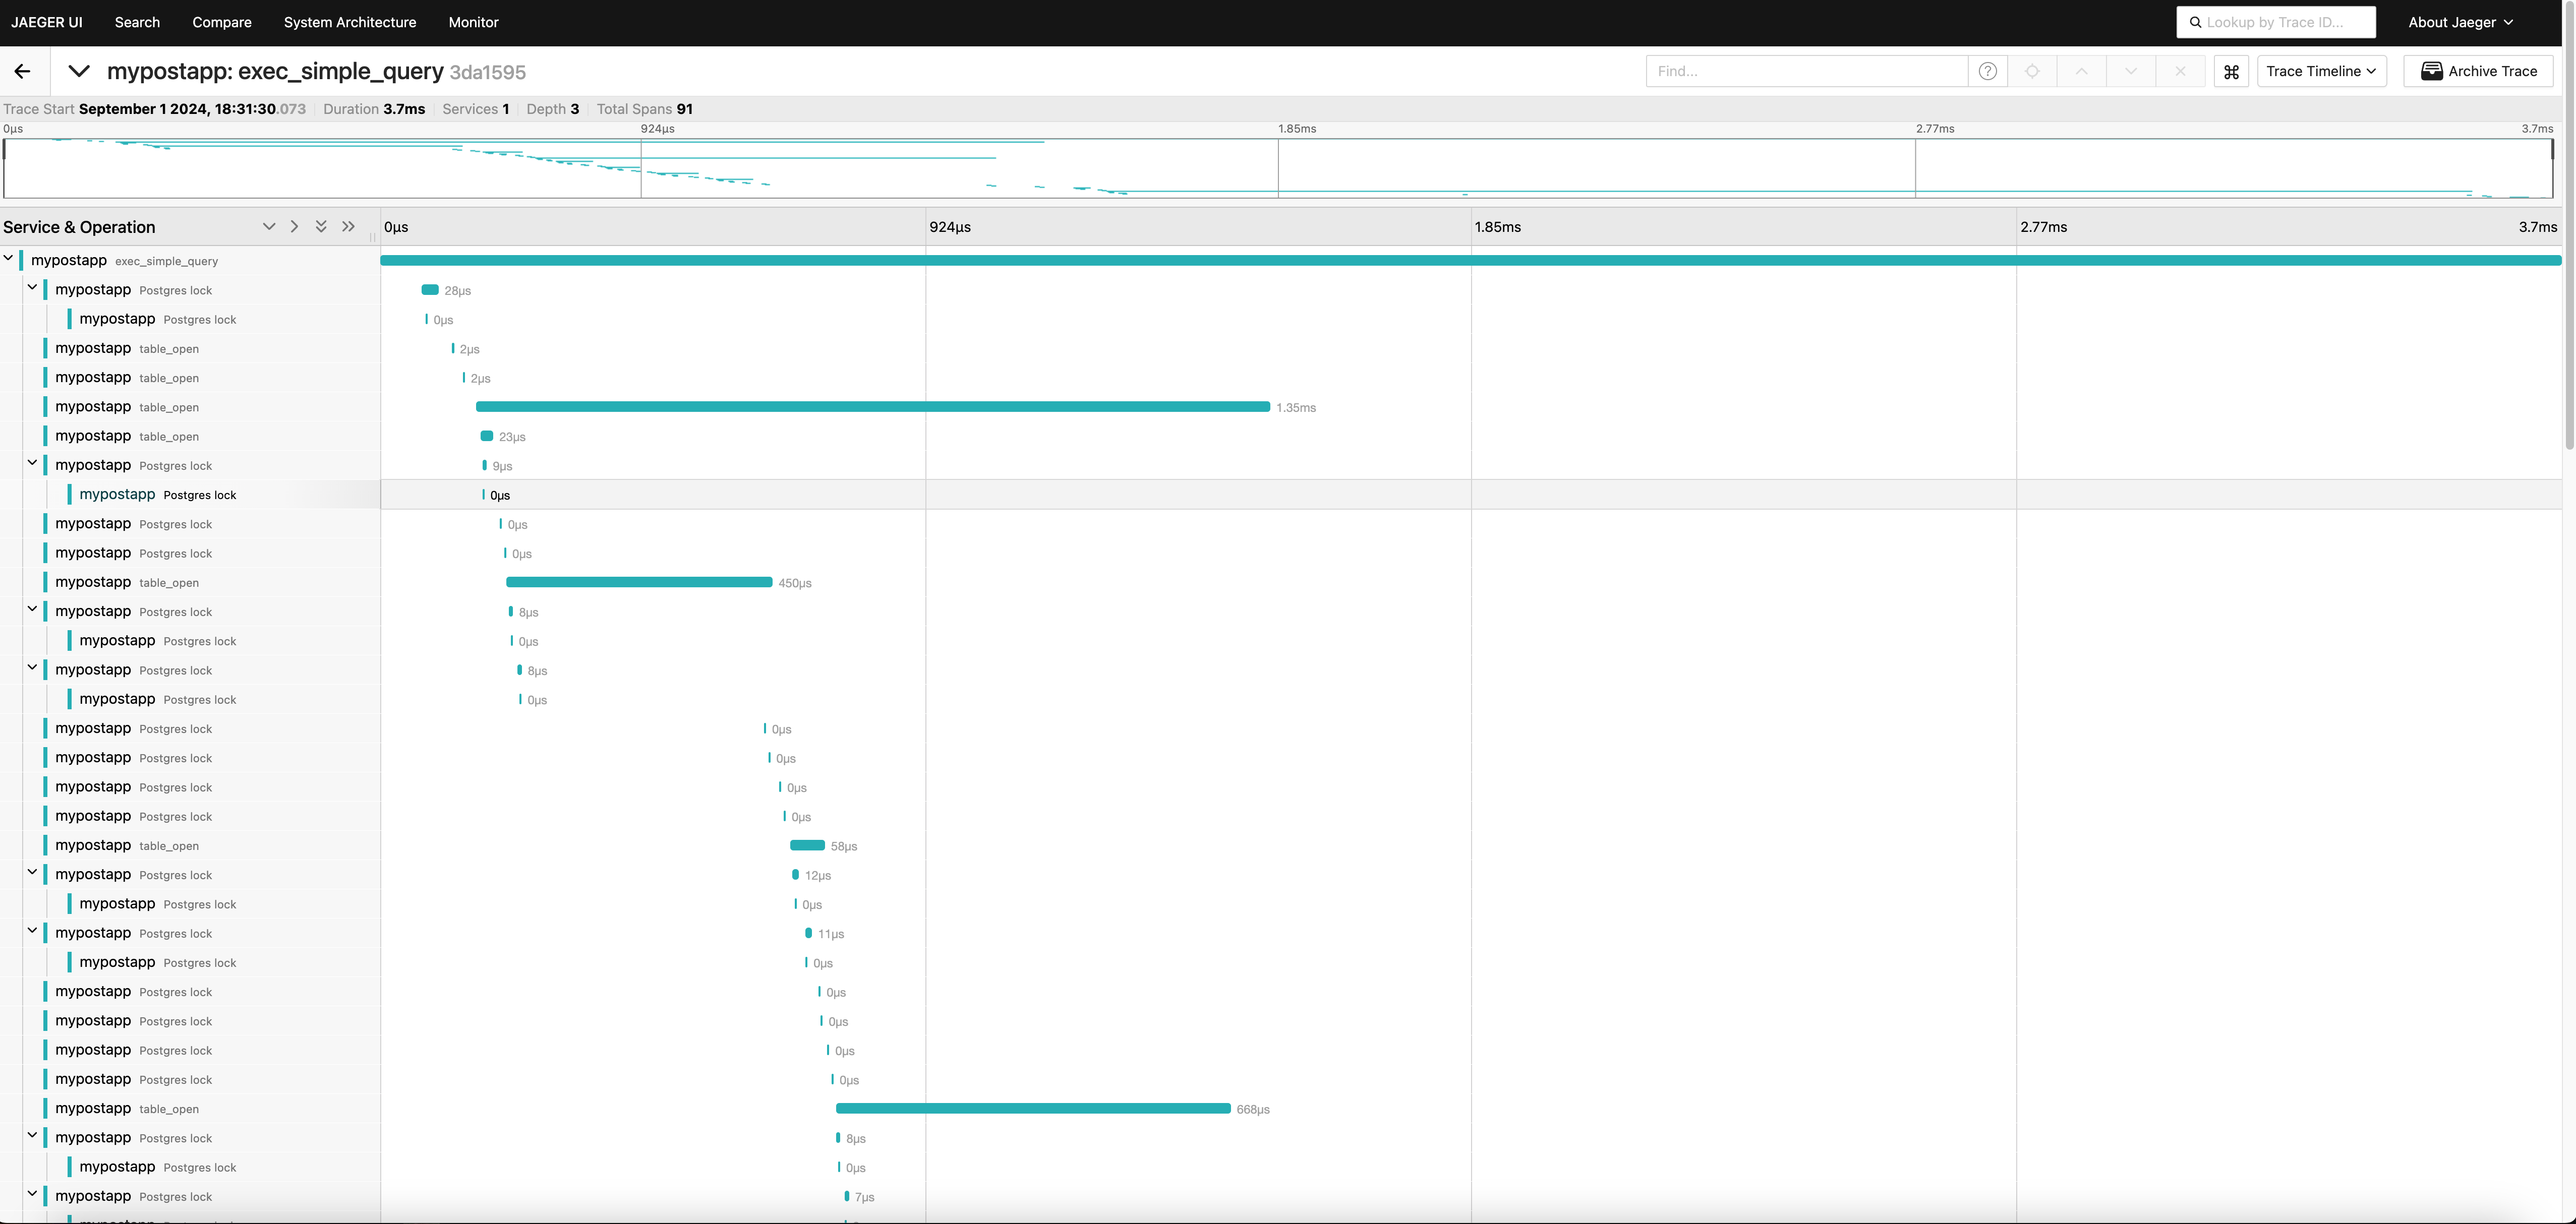 JAEGER UI Search Compare System Architecture Monitor Lookup by Trace ID... About Jaeger
mypostapp: exec_simple_query 3da1595 Find... ? ⌘ Trace Timeline Archive Trace
Trace Start September 1 2024, 18:31:30.073 Duration 3.7ms Services 1 Depth 3 Total Spans 91
0μs 924μs 1.85ms 2.77ms 3.7ms
Service & Operation 0μs 924μs 1.85ms 2.77ms 3.7ms
mypostapp exec_simple_query
mypostapp Postgres lock 28μs
mypostapp Postgres lock 0μs
mypostapp table_open 2μs
mypostapp table_open 2μs
mypostapp table_open 1.35ms
mypostapp table_open 23μs
mypostapp Postgres lock 9μs
mypostapp Postgres lock 0μs
mypostapp Postgres lock 0μs
mypostapp Postgres lock 0μs
mypostapp table_open 450μs
mypostapp Postgres lock 8μs
mypostapp Postgres lock 0μs
mypostapp Postgres lock 8μs
mypostapp Postgres lock 0μs
mypostapp Postgres lock 0μs
mypostapp Postgres lock 0μs
mypostapp Postgres lock 0μs
mypostapp Postgres lock 0μs
mypostapp table_open 58μs
mypostapp Postgres lock 12μs
mypostapp Postgres lock 0μs
mypostapp Postgres lock 11μs
mypostapp Postgres lock 0μs
mypostapp Postgres lock 0μs
mypostapp Postgres lock 0μs
mypostapp Postgres lock 0μs
mypostapp Postgres lock 0μs
mypostapp table_open 668μs
mypostapp Postgres lock 8μs
mypostapp Postgres lock 0μs
mypostapp Postgres lock 7μs